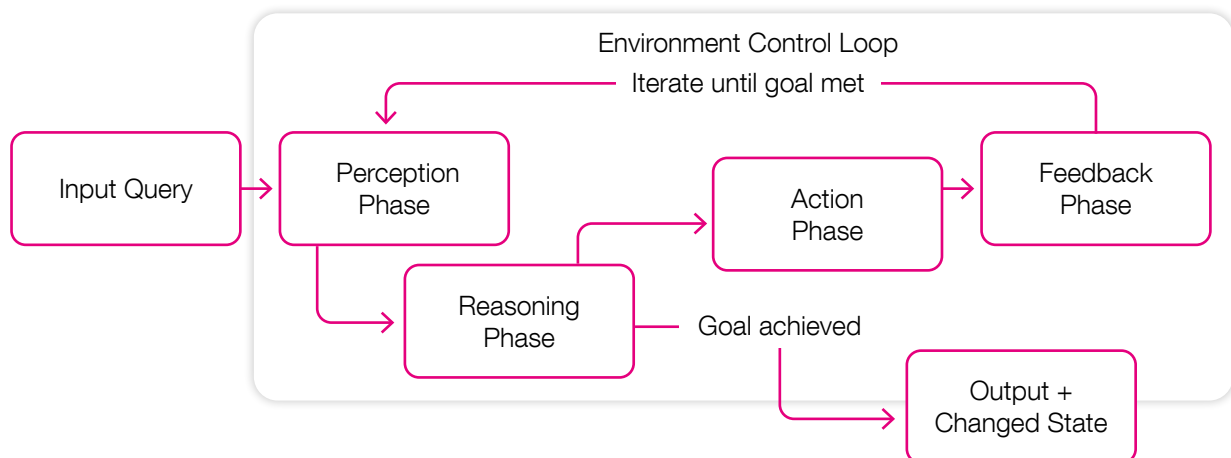 Environment Control Loop
Iterate until goal met
Input Query
Perception
Phase
Reasoning
Phase
Action
Phase
Feedback
Phase
Goal achieved
Output +
Changed State